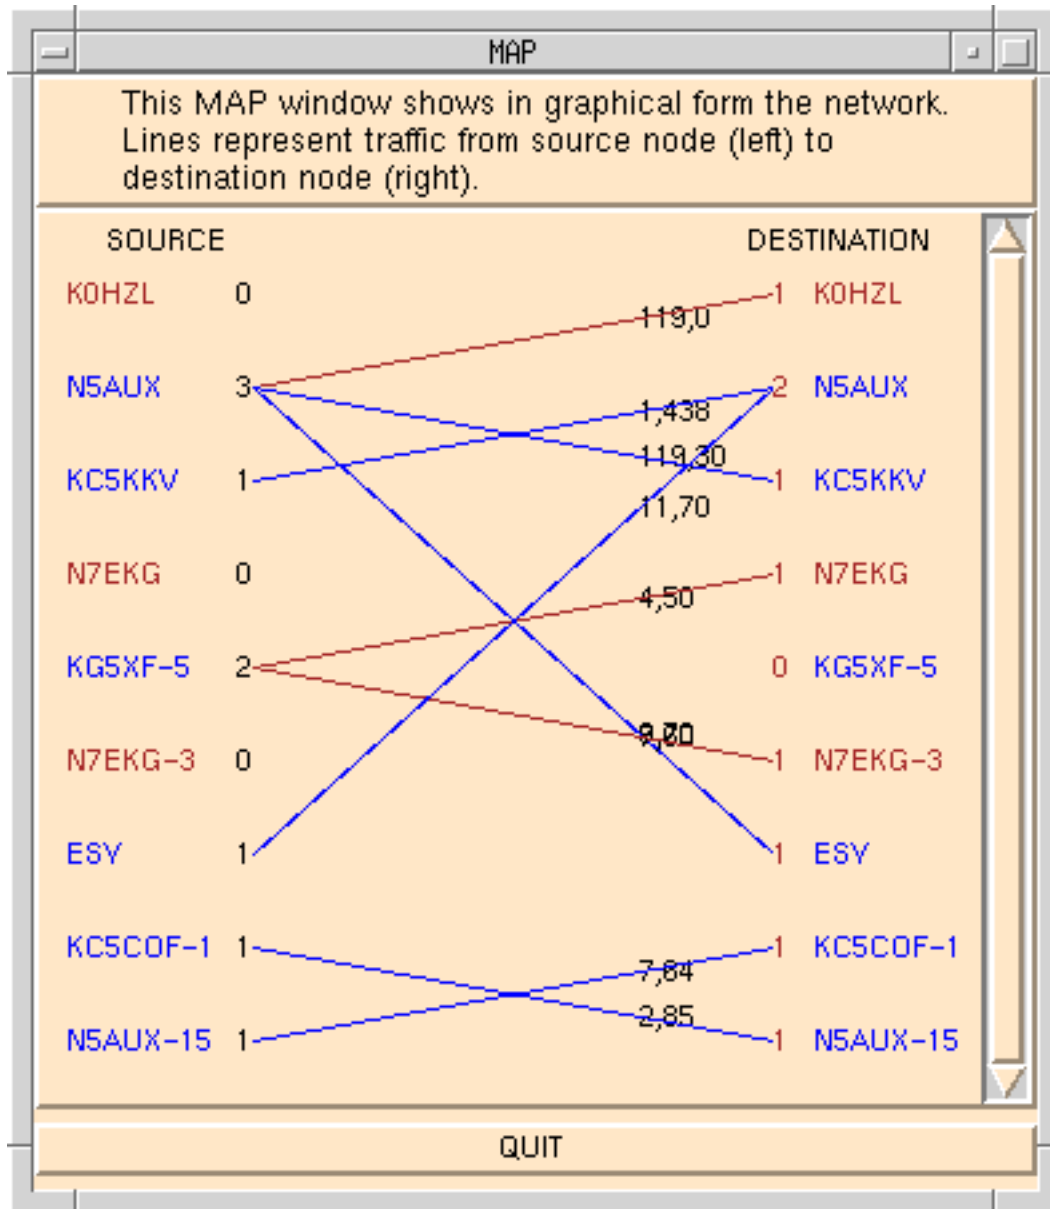 MAP
This MAP window shows in graphical form the network.
Lines represent traffic from source node (left) to
destination node (right).
SOURCE DESTINATION
K0HZL 0 1 K0HZL
119,0
N5AUX 3 2 N5AUX
1,438
119,30
KC5KKV 1 1 KC5KKV
11,70
N7EKG 0 1 N7EKG
4,50
KG5XF-5 2 0 KG5XF-5
N7EKG-3 0 1 N7EKG-3
ESY 1 1 ESY
KC5COF-1 1 1 KC5COF-1
7,64
2,85
N5AUX-15 1 1 N5AUX-15
QUIT